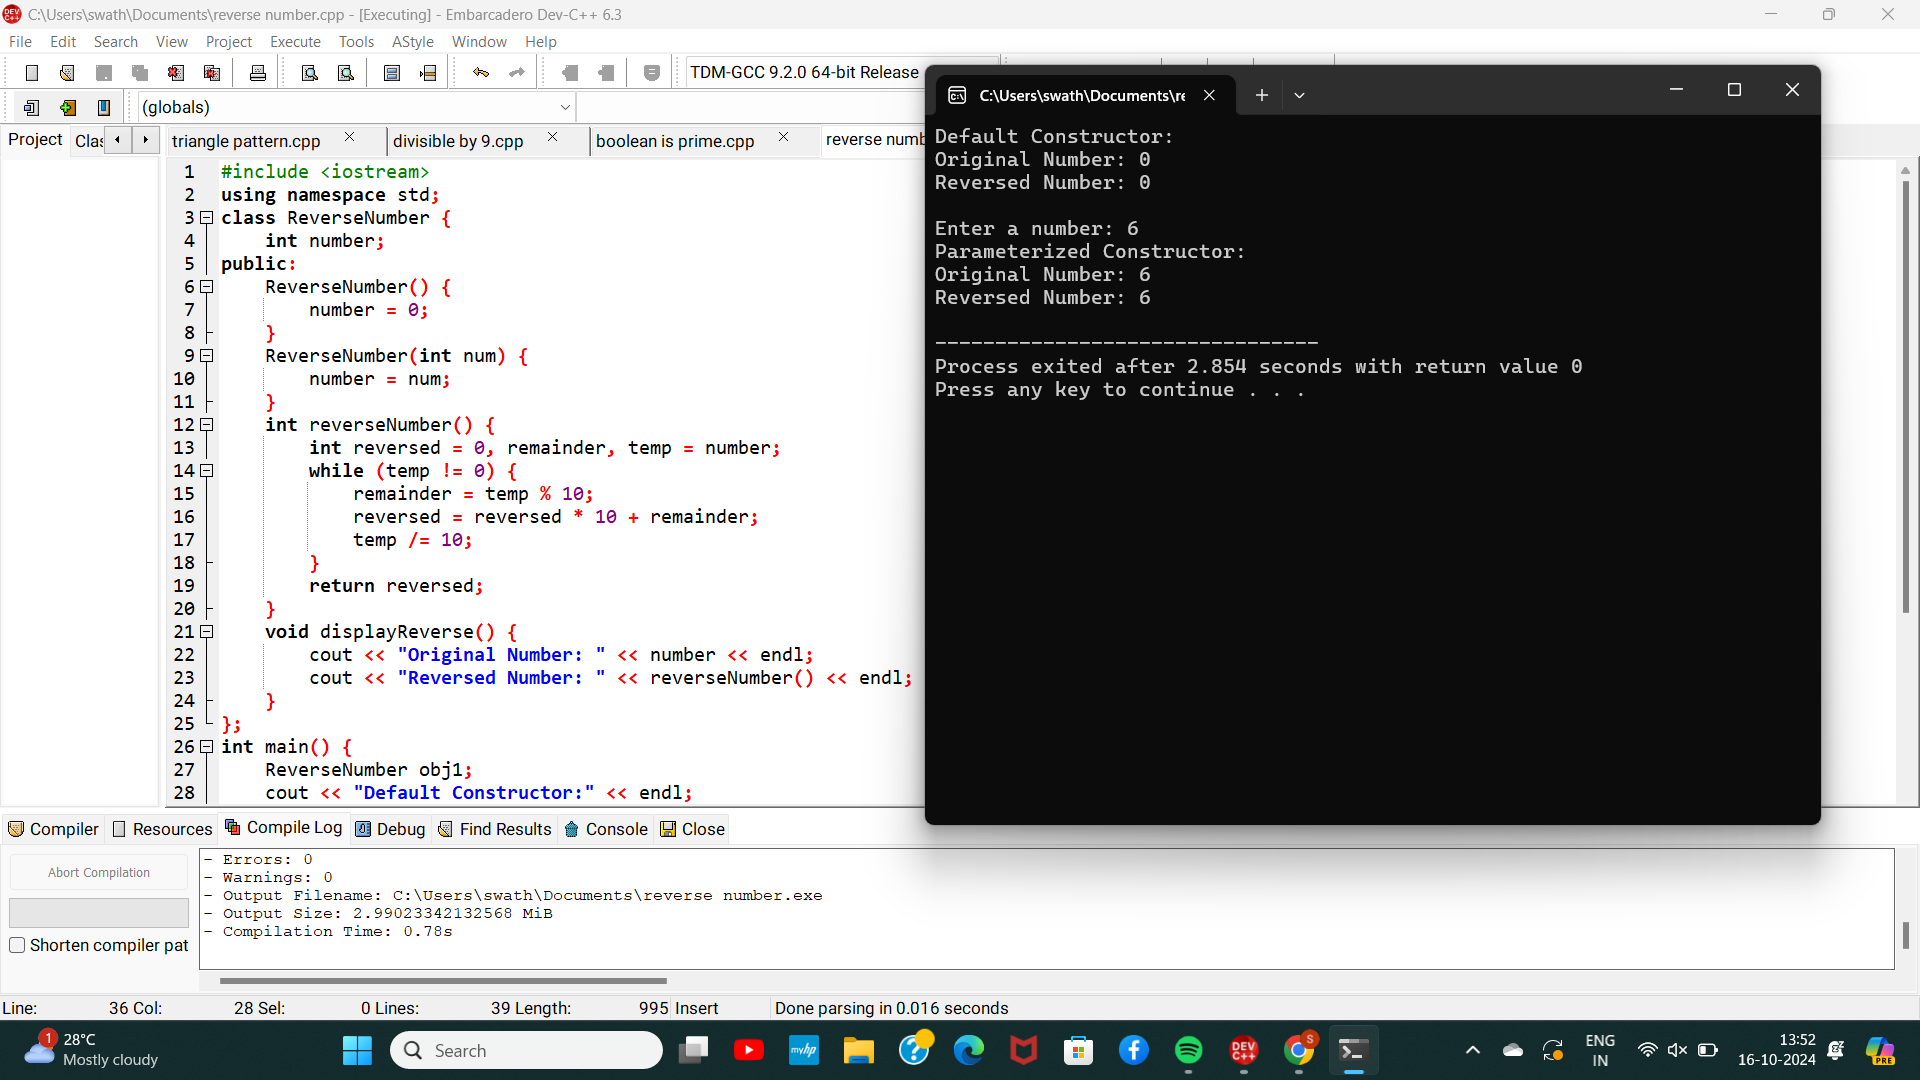 C:\Users\swath\Documents\reverse number.cpp - [Executing] - Embarcadero Dev-C++ 6.3
File Edit Search View Project Execute Tools AStyle Window Help
TDM-GCC 9.2.0 64-bit Release
(globals)
Project Clas
triangle pattern.cpp divisible by 9.cpp boolean is prime.cpp reverse numb
1 #include <iostream>
2 using namespace std;
3 class ReverseNumber {
4 int number;
5 public:
6 ReverseNumber() {
7 number = 0;
8 }
9 ReverseNumber(int num) {
10 number = num;
11 }
12 int reverseNumber() {
13 int reversed = 0, remainder, temp = number;
14 while (temp != 0) {
15 remainder = temp % 10;
16 reversed = reversed * 10 + remainder;
17 temp /= 10;
18 }
19 return reversed;
20 }
21 void displayReverse() {
22 cout << "Original Number: " << number << endl;
23 cout << "Reversed Number: " << reverseNumber() << endl;
24 }
25 };
26 int main() {
27 ReverseNumber obj1;
28 cout << "Default Constructor:" << endl;
C:\Users\swath\Documents\re
Default Constructor:
Original Number: 0
Reversed Number: 0
Enter a number: 6
Parameterized Constructor:
Original Number: 6
Reversed Number: 6
--------------------------------
Process exited after 2.854 seconds with return value 0
Press any key to continue . . .
Compiler Resources Compile Log Debug Find Results Console Close
Abort Compilation
Shorten compiler pat
- Errors: 0
- Warnings: 0
- Output Filename: C:\Users\swath\Documents\reverse number.exe
- Output Size: 2.99023342132568 MiB
- Compilation Time: 0.78s
Line: 36 Col: 28 Sel: 0 Lines: 39 Length: 995 Insert Done parsing in 0.016 seconds
1
28°C
Mostly cloudy
Search
myhp
DEV C++
S
ENG
IN
13:52
16-10-2024
PRE